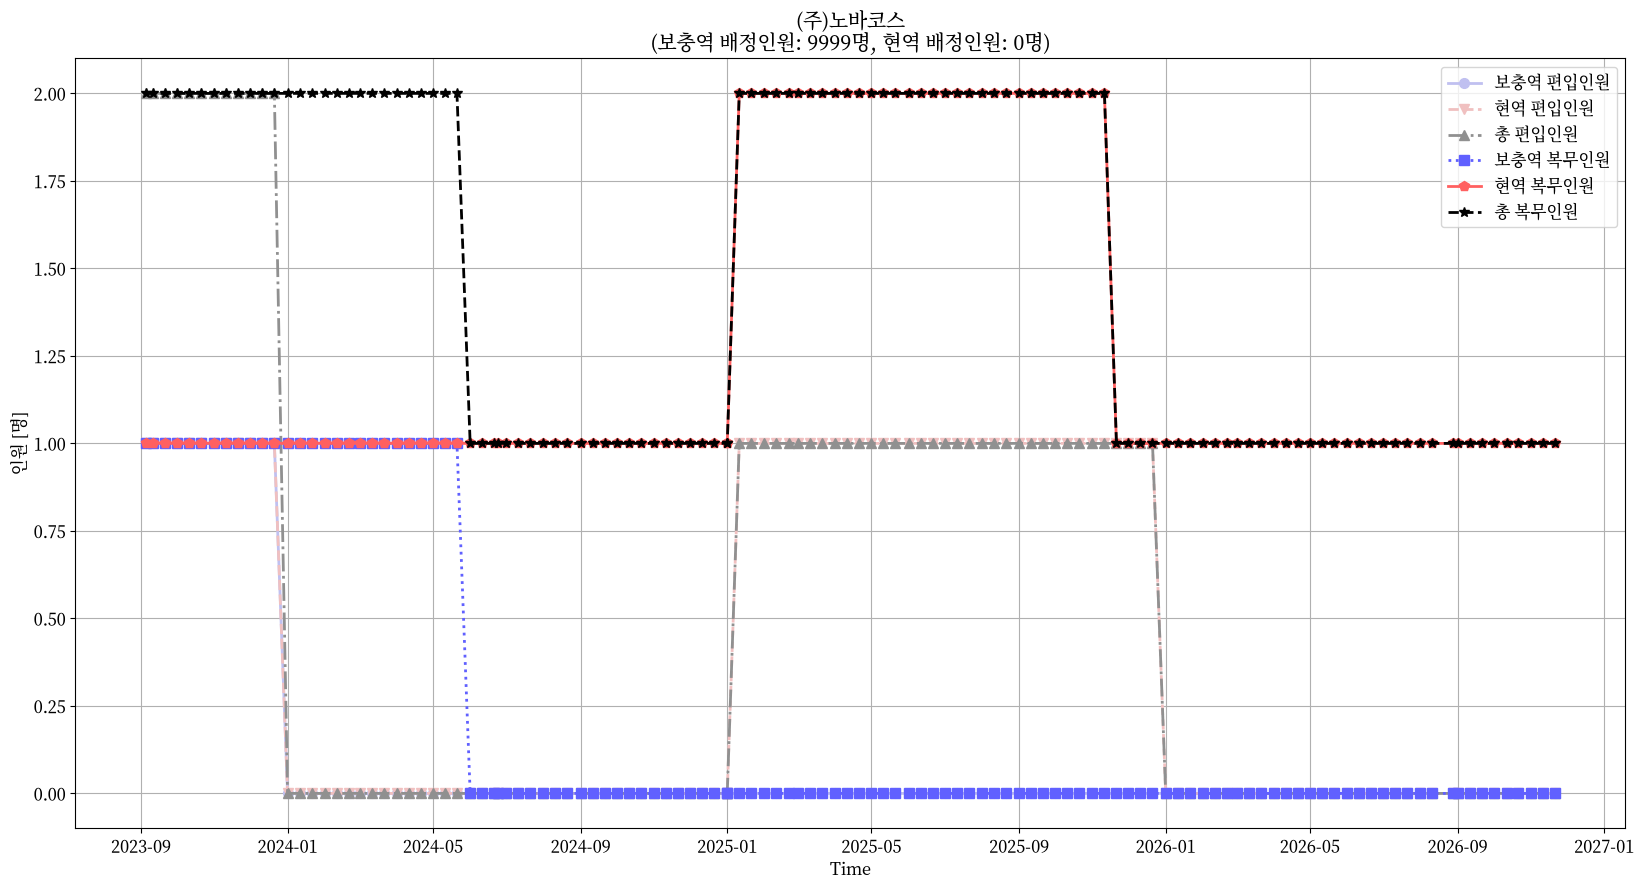 (주)노바코스
(보충역 배정인원: 9999명, 현역 배정인원: 0명)
보충역 편입인원
현역 편입인원
총 편입인원
보충역 복무인원
현역 복무인원
총 복무인원
인원 [명]
2.00
1.75
1.50
1.25
1.00
0.75
0.50
0.25
0.00
2023-09 2024-01 2024-05 2024-09 2025-01 2025-05 2025-09 2026-01 2026-05 2026-09 2027-01
Time